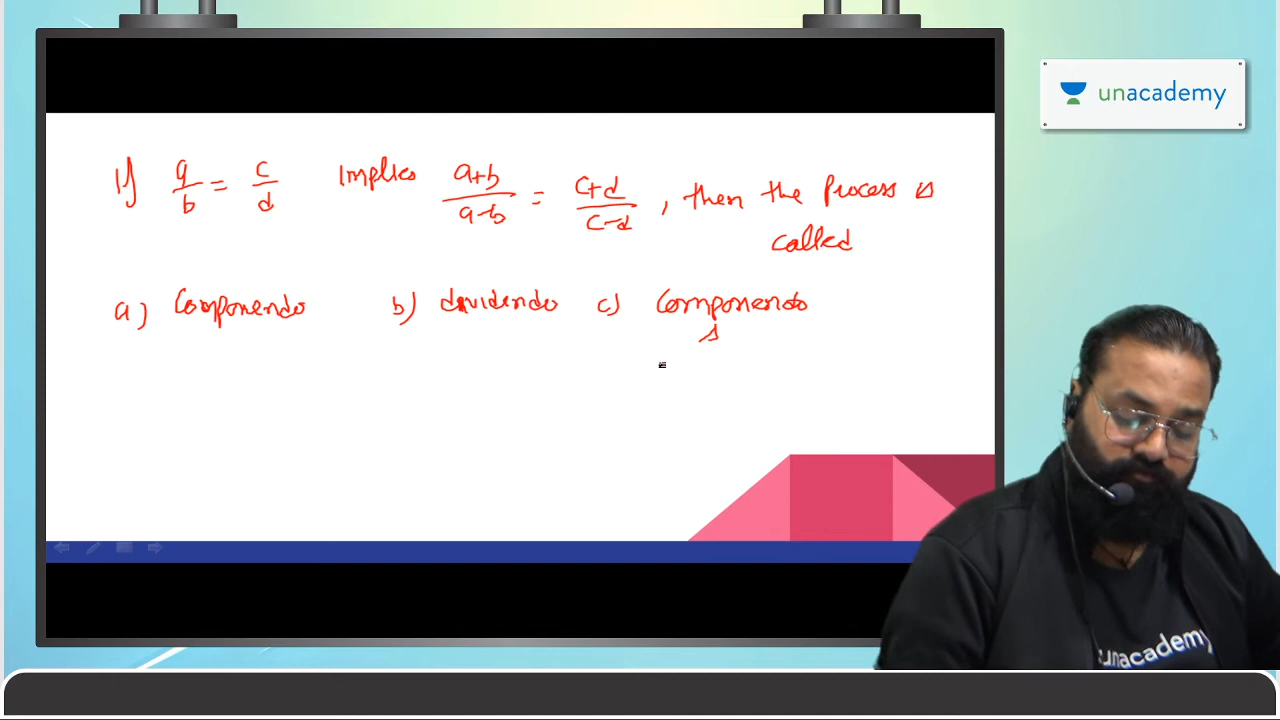 unacademy
If a/b = c/d implies a+b/a-b = c+d/c-d, then the process is
called
a) Componendo b) dividendo c) Componendo
&
unacademy